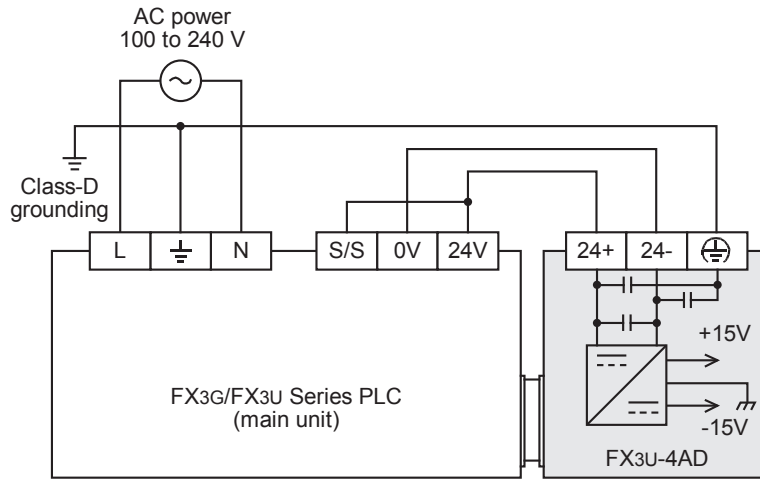 AC power
100 to 240 V
Class-D
grounding
L
N
S/S
0V
24V
24+
24-
+15V
-15V
FX3G/FX3U Series PLC
(main unit)
FX3U-4AD